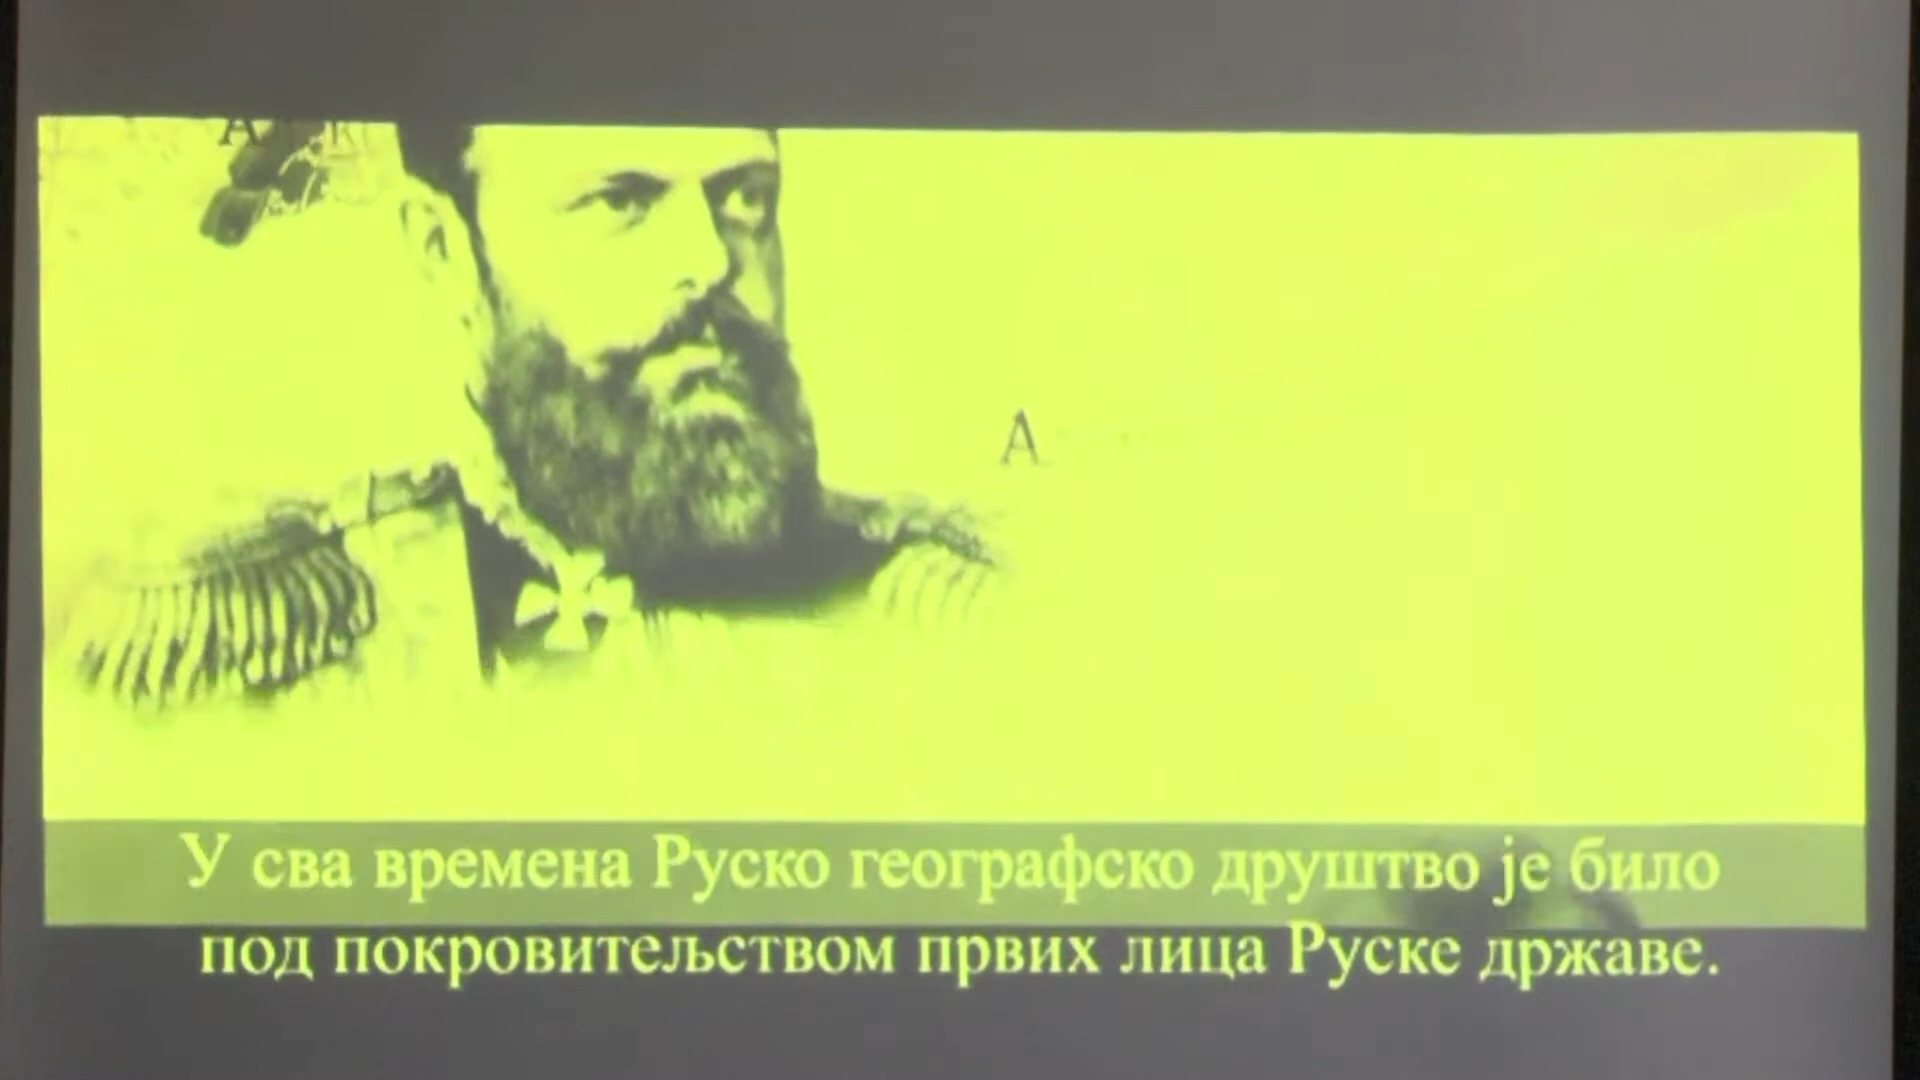 А
У сва времена Руско географско друштво је било
под покровитељством првих лица Руске државе.